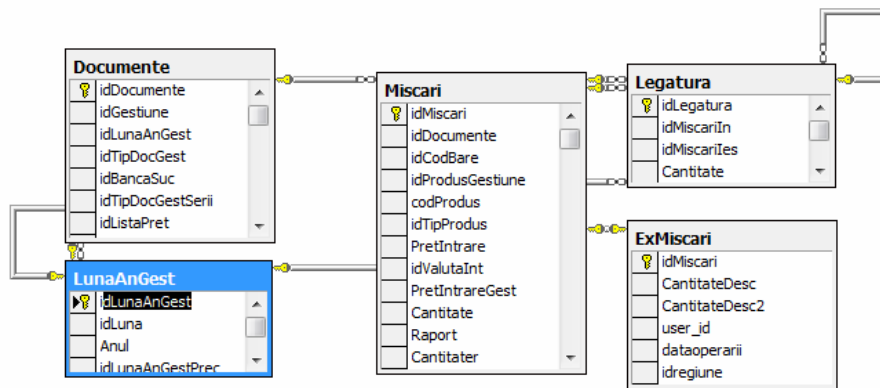 Documente
idDocumente
idGestiune
idLunaAnGest
idTipDocGest
idBancaSuc
idTipDocGestSerii
idListaPret
LunaAnGest
idLunaAnGest
idLuna
Anul
idLunaAnGestPrec
Miscari
idMiscari
idDocumente
idCodBare
idProdusGestiune
codProdus
idTipProdus
PretIntrare
idValutaInt
PretIntrareGest
Cantitate
Raport
Cantitater
Legatura
idLegatura
idMiscariIn
idMiscariIes
Cantitate
ExMiscari
idMiscari
CantitateDesc
CantitateDesc2
user_id
dataoperarii
idregiune